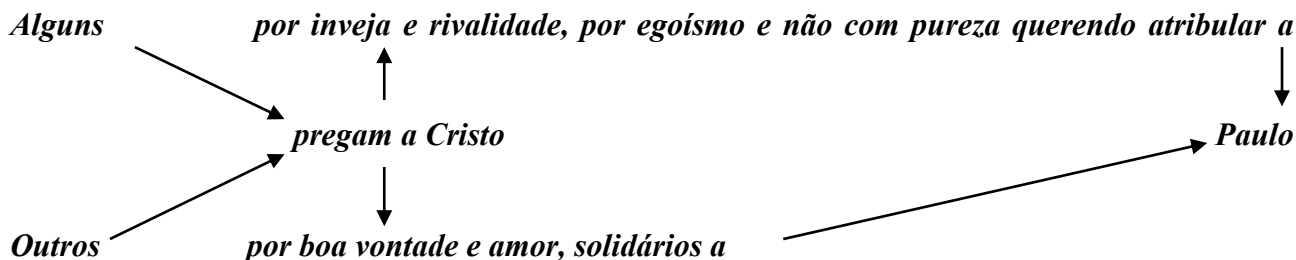 Alguns por inveja e rivalidade, por egoísmo e não com pureza querendo atribular a
pregam a Cristo Paulo
Outros por boa vontade e amor, solidários a